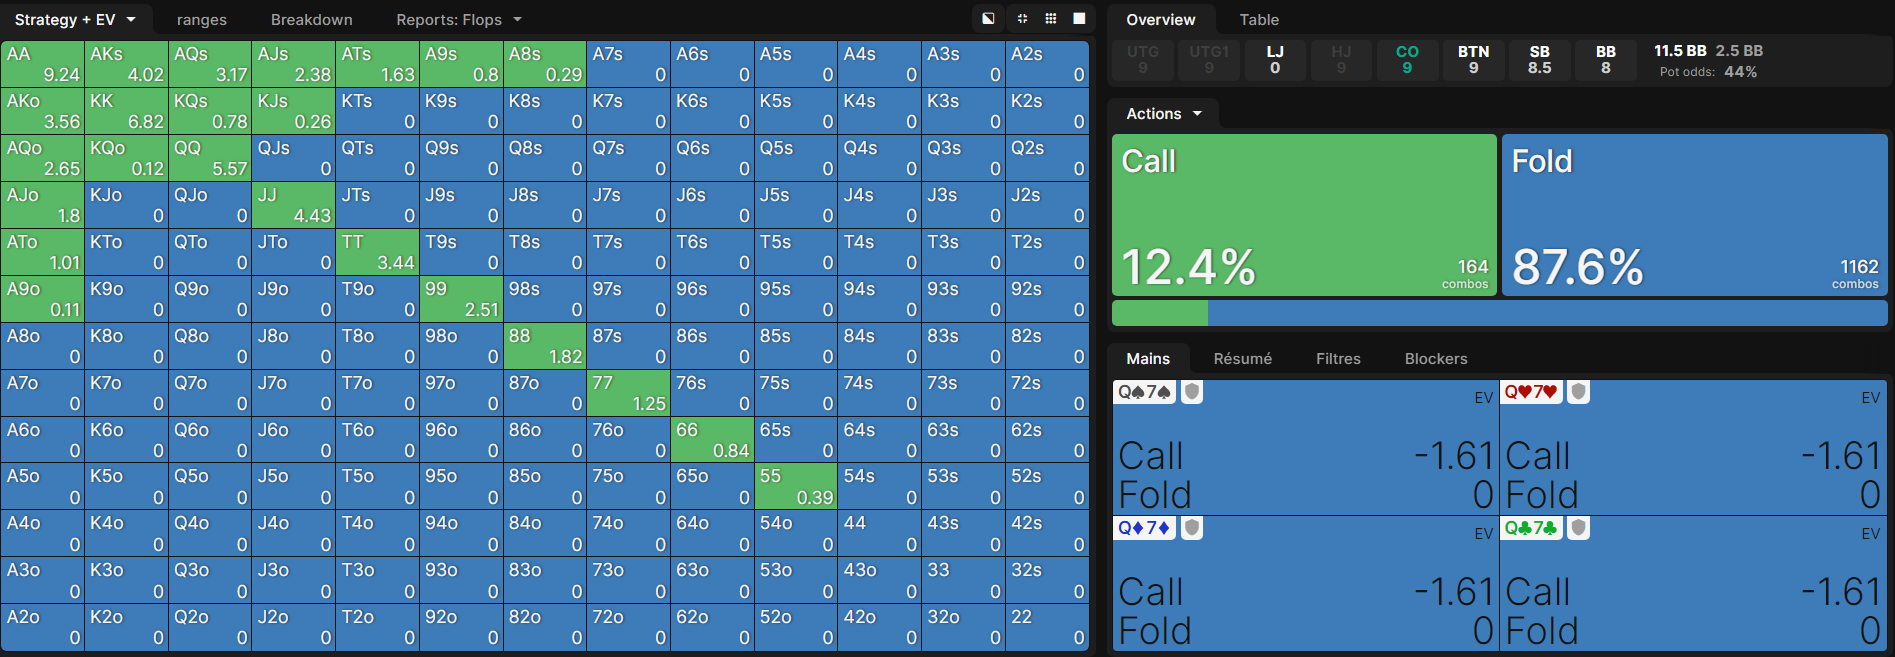 Strategy + EV ranges Breakdown Reports: Flops
AA AKs AQs AJs ATs A9s A8s A7s A6s A5s A4s A3s A2s
9.24 4.02 3.17 2.38 1.63 0.8 0.29 0 0 0 0 0 0
AKo KK KQs KJs KTs K9s K8s K7s K6s K5s K4s K3s K2s
3.56 6.82 0.78 0.26 0 0 0 0 0 0 0 0 0
AQo KQo QQ QJs QTs Q9s Q8s Q7s Q6s Q5s Q4s Q3s Q2s
2.65 0.12 5.57 0 0 0 0 0 0 0 0 0 0
AJo KJo QJo JJ JTs J9s J8s J7s J6s J5s J4s J3s J2s
1.8 0 0 4.43 0 0 0 0 0 0 0 0 0
ATo KTo QTo JTo TT T9s T8s T7s T6s T5s T4s T3s T2s
1.01 0 0 0 3.44 0 0 0 0 0 0 0 0
A9o K9o Q9o J9o T9o 99 98s 97s 96s 95s 94s 93s 92s
0.11 0 0 0 0 2.51 0 0 0 0 0 0 0
A8o K8o Q8o J8o T8o 98o 88 87s 86s 85s 84s 83s 82s
0 0 0 0 0 0 1.82 0 0 0 0 0 0
A7o K7o Q7o J7o T7o 97o 87o 77 76s 75s 74s 73s 72s
0 0 0 0 0 0 0 1.25 0 0 0 0 0
A6o K6o Q6o J6o T6o 96o 86o 76o 66 65s 64s 63s 62s
0 0 0 0 0 0 0 0 0.84 0 0 0 0
A5o K5o Q5o J5o T5o 95o 85o 75o 65o 55 54s 53s 52s
0 0 0 0 0 0 0 0 0 0.39 0 0 0
A4o K4o Q4o J4o T4o 94o 84o 74o 64o 54o 44 43s 42s
0 0 0 0 0 0 0 0 0 0 0 0 0
A3o K3o Q3o J3o T3o 93o 83o 73o 63o 53o 43o 33 32s
0 0 0 0 0 0 0 0 0 0 0 0 0
A2o K2o Q2o J2o T2o 92o 82o 72o 62o 52o 42o 32o 22
0 0 0 0 0 0 0 0 0 0 0 0 0
Overview Table
UTG UTG1 LJ HJ CO BTN SB BB 11.5 BB 2.5 BB
9 9 0 9 9 9 8.5 8 Pot odds: 44%
Actions
Call Fold
12.4% 164 combos 87.6% 1162 combos
Mains Résumé Filtres Blockers
Q♠7♠ EV Q♥7♥ EV
Call -1.61 Call -1.61
Fold 0 Fold 0
Q♦7♦ EV Q♣7♣ EV
Call -1.61 Call -1.61
Fold 0 Fold 0